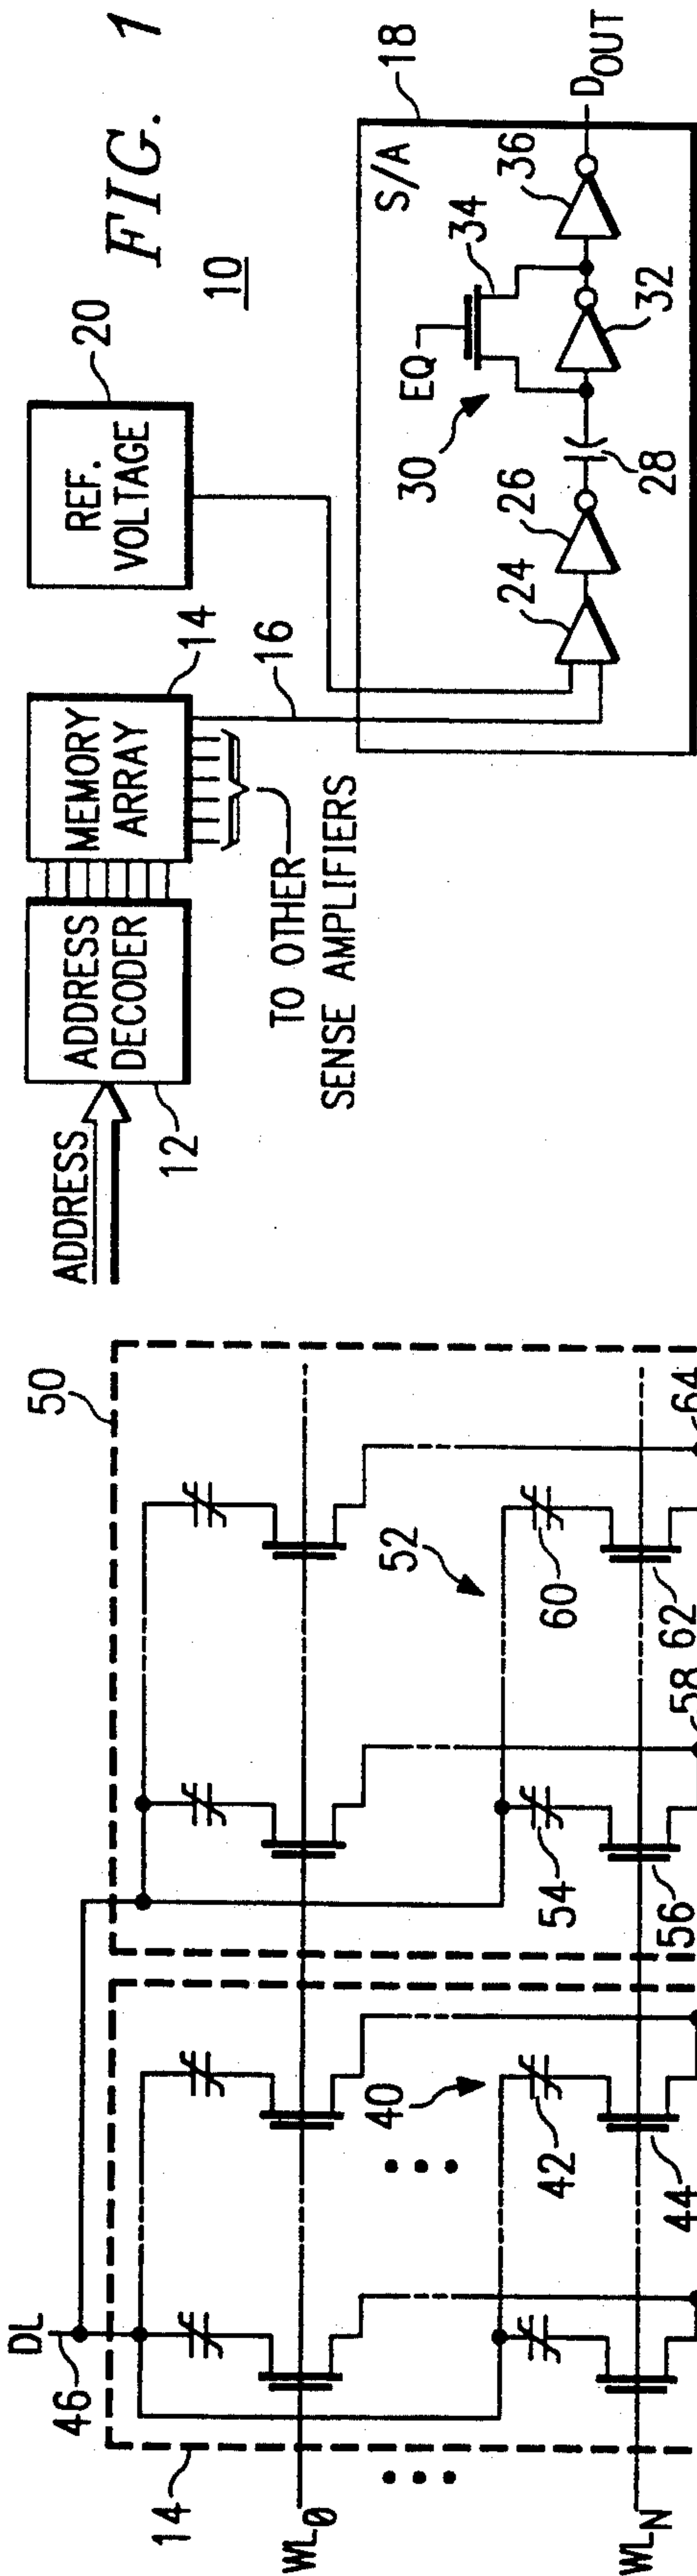 FIG. 1
10
ADDRESS
ADDRESS
DECODER
12
MEMORY
ARRAY
14
REF.
VOLTAGE
20
16
TO OTHER
SENSE AMPLIFIERS
S/A
18
24
26
28
30
EQ
34
32
36
DOUT
DL
46
14
50
WL0
40
42
44
52
54
56
58
60
62
64
WLN